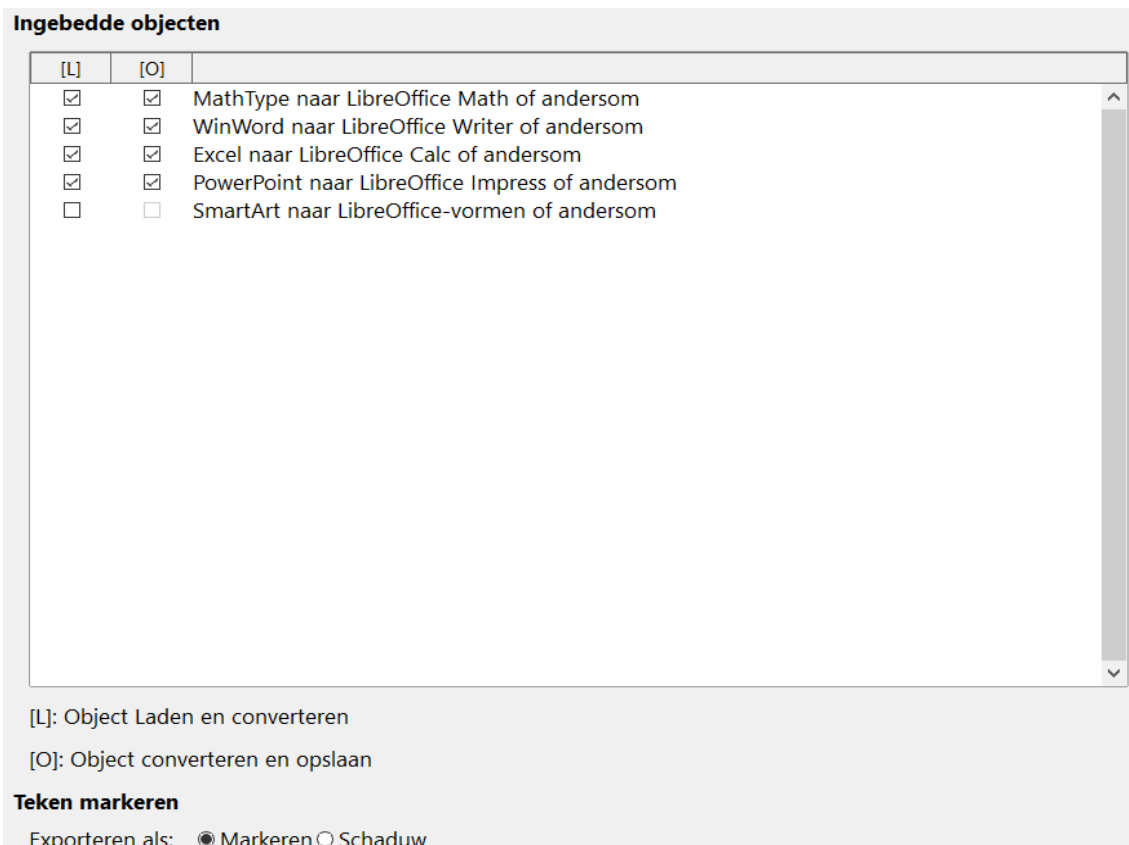 Ingebedde objecten
[L] [O]
MathType naar LibreOffice Math of andersom
WinWord naar LibreOffice Writer of andersom
Excel naar LibreOffice Calc of andersom
PowerPoint naar LibreOffice Impress of andersom
SmartArt naar LibreOffice-vormen of andersom
[L]: Object Laden en converteren
[O]: Object converteren en opslaan
Teken markeren
Exporteren als: Markeren Schaduw